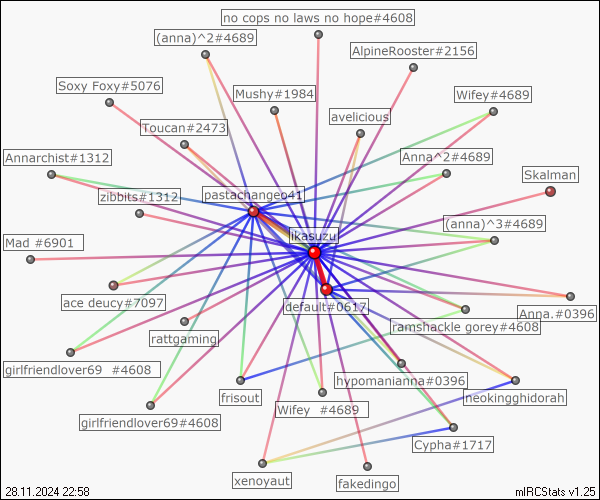 no cops no laws no hope#4608
(anna)^2#4689
AlpineRooster#2156
Soxy Foxy#5076
Mushy#1984
Wifey#4689
avelicious
Toucan#2473
Annarchist#1312
Anna^2#4689
Skalman
zibbits#1312
pastachangeo41
(anna)^3#4689
ikasuzu
Mad #6901
ace deucy#7097
default#0617
Anna.#0396
ramshackle gorey#4608
rattgaming
girlfriendlover69 #4608
hypomanianna#0396
frisout
neokingghidorah
Wifey #4689
girlfriendlover69#4608
Cypha#1717
xenoyaut
fakedingo
28.11.2024 22:58
mIRCStats v1.25